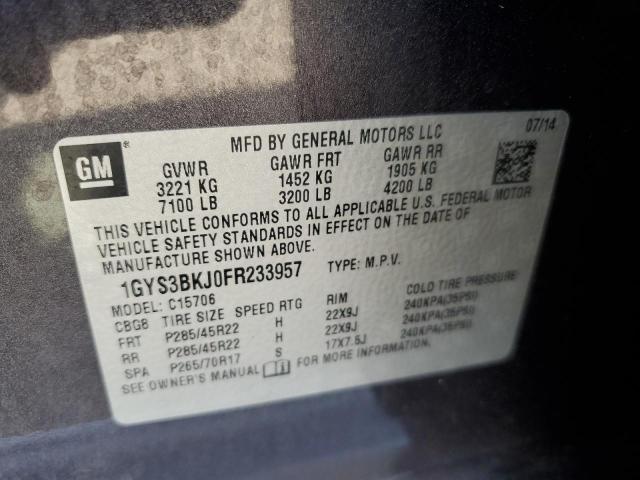 GM®
MFD BY GENERAL MOTORS LLC 07/14
GVWR GAWR FRT GAWR RR
3221 KG 1452 KG 1905 KG
7100 LB 3200 LB 4200 LB
THIS VEHICLE CONFORMS TO ALL APPLICABLE U.S. FEDERAL MOTOR
VEHICLE SAFETY STANDARDS IN EFFECT ON THE DATE OF
MANUFACTURE SHOWN ABOVE.
1GYS3BKJ0FR233957 TYPE: M.P.V.
MODEL: C15706
CBGB TIRE SIZE SPEED RTG RIM COLD TIRE PRESSURE
FRT P285/45R22 H 22X9J 240KPA(35PSI)
RR P285/45R22 H 22X9J 240KPA(35PSI)
SPA P265/70R17 S 17X7.5J 240KPA(35PSI)
SEE OWNER'S MANUAL FOR MORE INFORMATION.